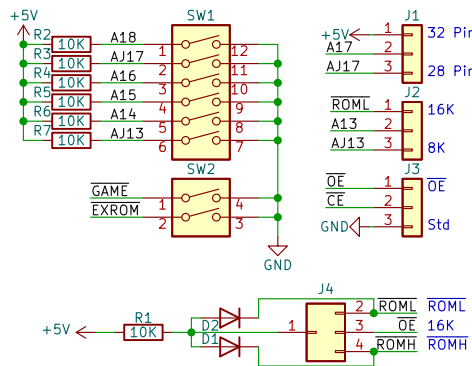 +5V SW1 J1
R2 10K A18 1 12 +5V 1 32 Pin
R3 10K AJ17 2 11 A17 2
R4 10K A16 3 10 AJ17 3 28 Pin
R5 10K A15 4 9 J2
R6 10K A14 5 8 ROML 1 16K
R7 10K AJ13 6 7 A13 2
AJ13 3 8K
SW2 J3
GAME 1 4 OE 1 OE
EXROM 2 3 CE 2
GND 3 Std
GND
J4
D2 2 ROML ROML
+5V R1 10K 1 3 OE 16K
D1 4 ROMH ROMH